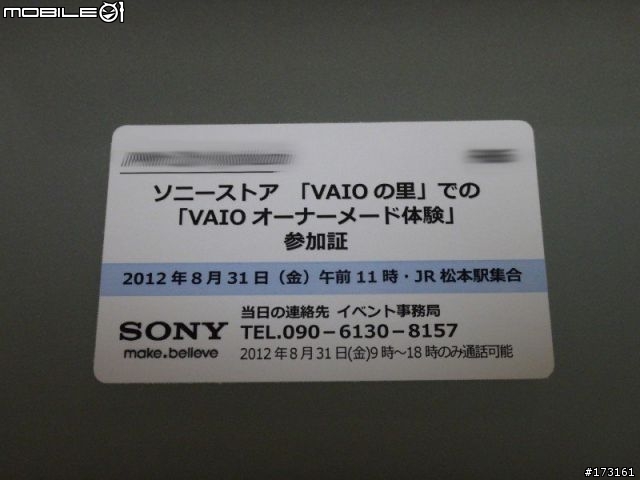 MOBILE01
ソニーストア 「VAIOの里」での
「VAIO オーナーメード体験」
参加証
2012年8月31日（金）午前11時・JR松本駅集合
SONY
make.believe
当日の連絡先 イベント事務局
TEL.090－6130－8157
2012年8月31日(金)9時～18時のみ通話可能
#173161